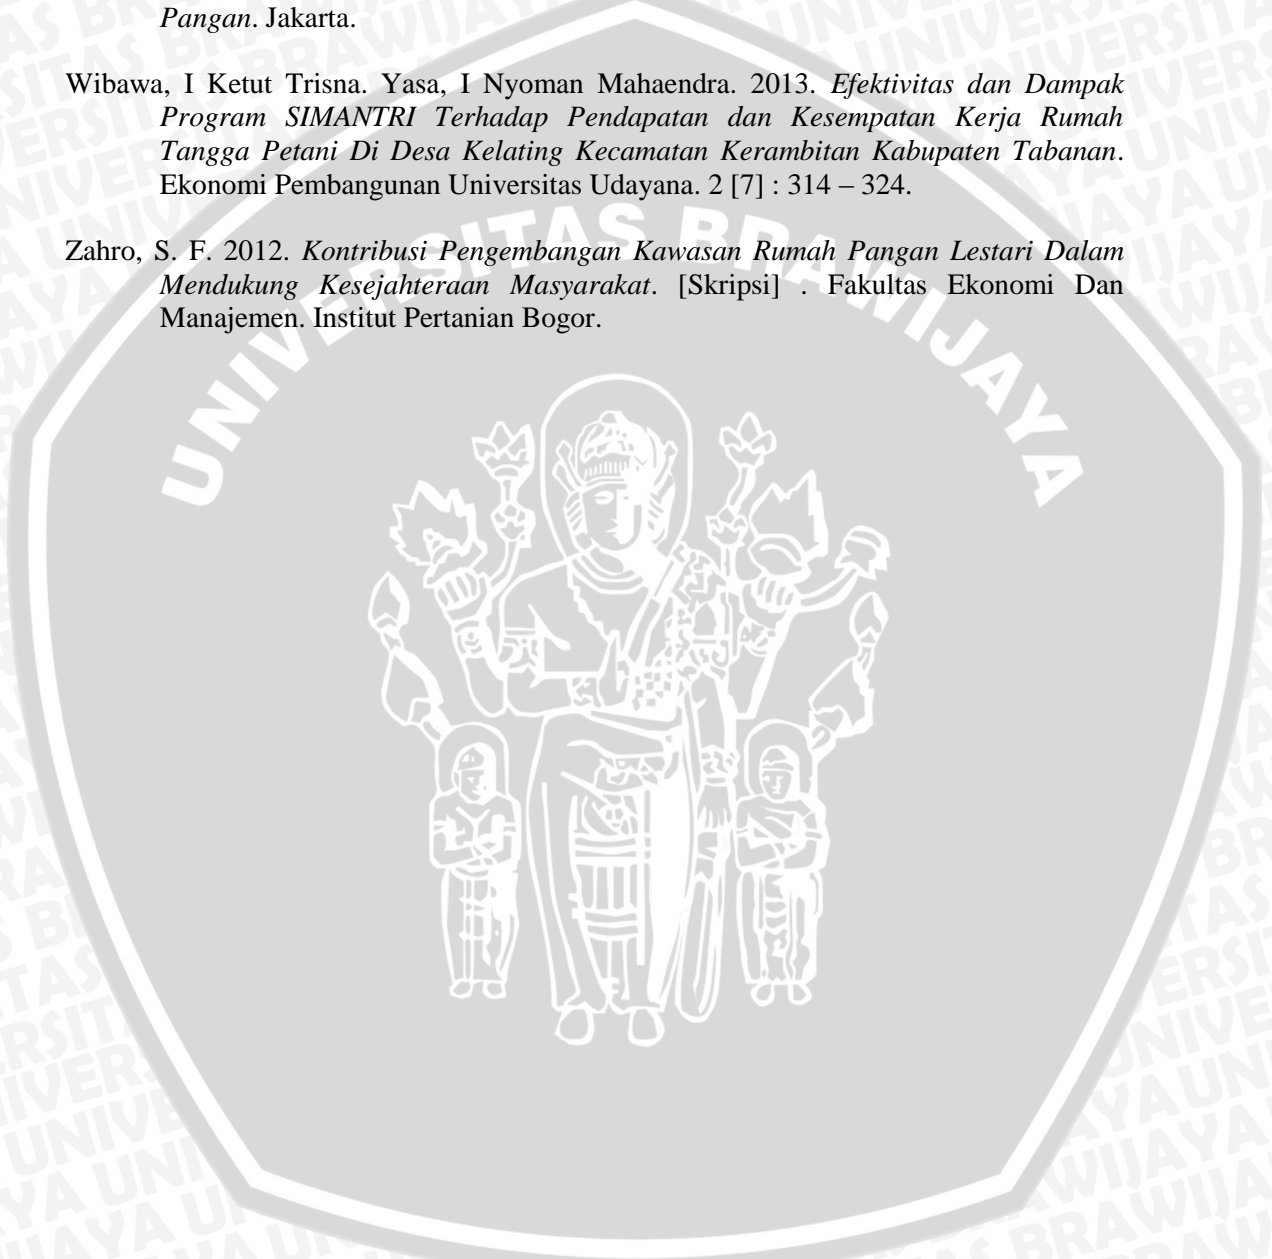 Pangan. Jakarta.
Wibawa, I Ketut Trisna. Yasa, I Nyoman Mahaendra. 2013. Efektivitas dan Dampak
Program SIMANTRI Terhadap Pendapatan dan Kesempatan Kerja Rumah
Tangga Petani Di Desa Kelating Kecamatan Kerambitan Kabupaten Tabanan.
Ekonomi Pembangunan Universitas Udayana. 2 [7] : 314 – 324.
Zahro, S. F. 2012. Kontribusi Pengembangan Kawasan Rumah Pangan Lestari Dalam
Mendukung Kesejahteraan Masyarakat. [Skripsi] . Fakultas Ekonomi Dan
Manajemen. Institut Pertanian Bogor.
UNIVERSITAS BRAWIJAYA